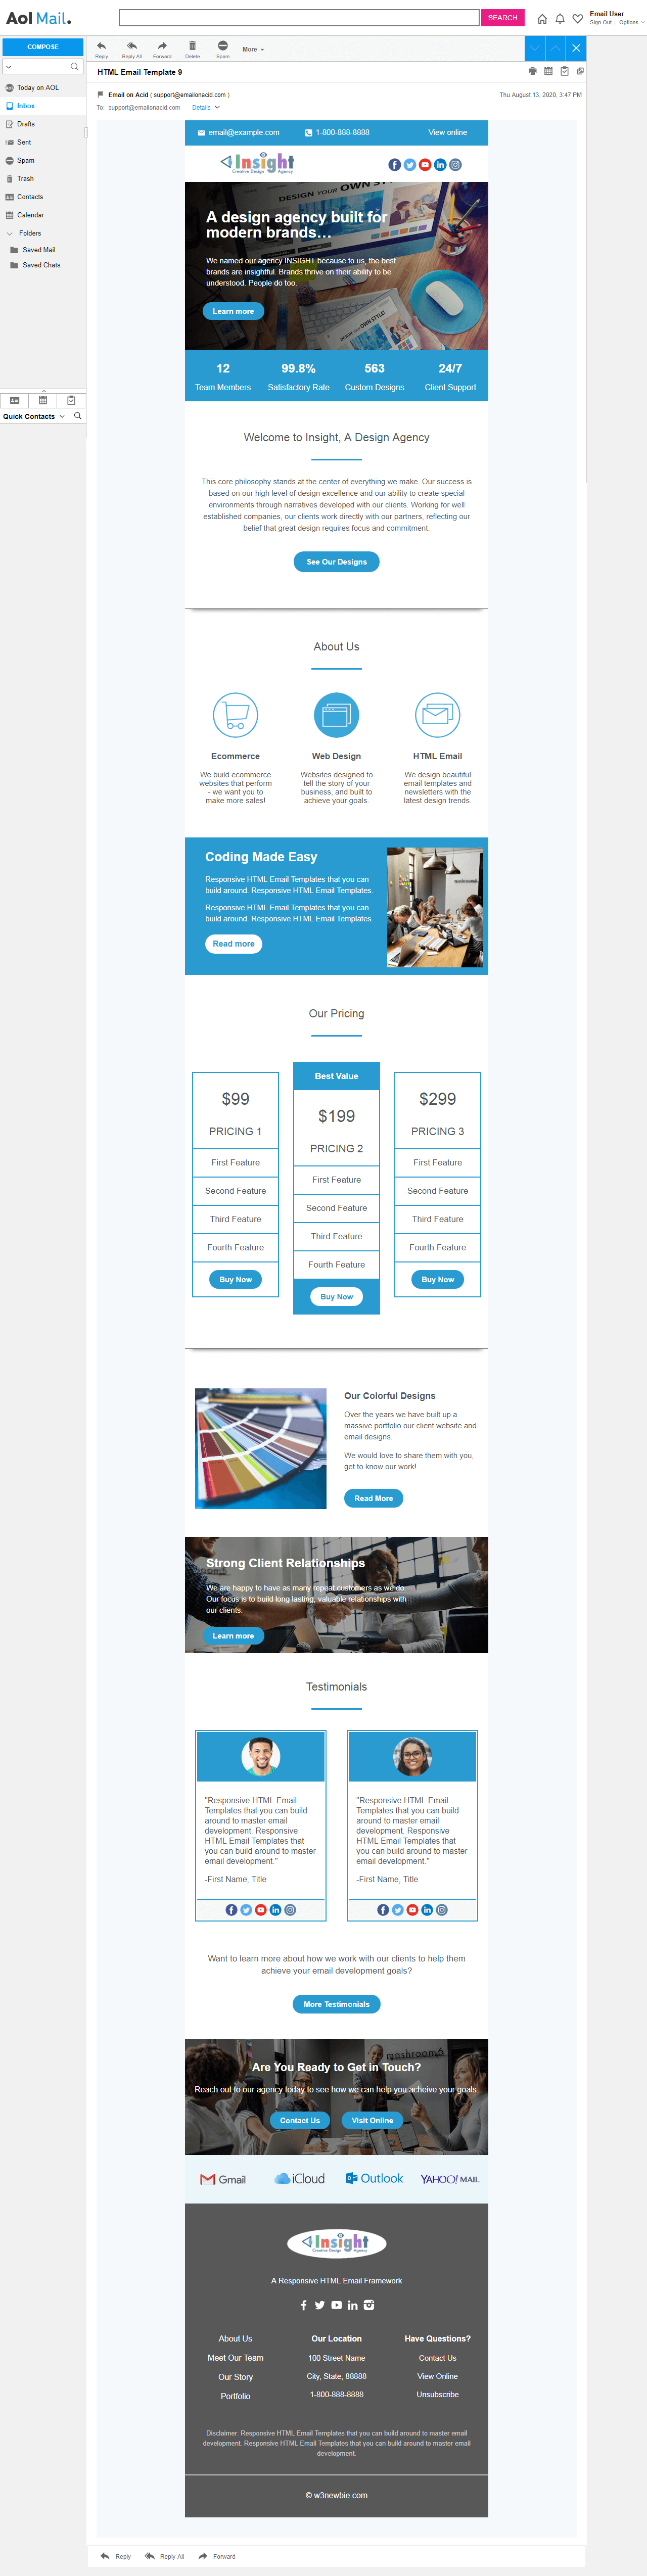 Aol Mail.
SEARCH
Email User
Sign Out | Options
COMPOSE
Reply
Reply All
Forward
Delete
Spam
More
HTML Email Template 9
Today on AOL
Inbox
Drafts
Sent
Spam
Trash
Contacts
Calendar
Folders
Saved Mail
Saved Chats
Quick Contacts
Email on Acid ( support@emailonacid.com )
Thu August 13, 2020, 3:47 PM
To: support@emailonacid.com Details
email@example.com
1-800-888-8888
View online
Insight
Creative Design Agency
DESIGN YOUR OWN STYLE!
A design agency built for
modern brands...
We named our agency INSIGHT because to us, the best
brands are insightful. Brands thrive on their ability to be
understood. People do too.
Learn more
12
Team Members
99.8%
Satisfactory Rate
563
Custom Designs
24/7
Client Support
Welcome to Insight, A Design Agency
This core philosophy stands at the center of everything we make. Our success is
based on our high level of design excellence and our ability to create special
environments through narratives developed with our clients. Working for well
established companies, our clients work directly with our partners, reflecting our
belief that great design requires focus and commitment.
See Our Designs
About Us
Ecommerce
We build ecommerce
websites that perform
- we want you to
make more sales!
Web Design
Websites designed to
tell the story of your
business, and built to
achieve your goals.
HTML Email
We design beautiful
email templates and
newsletters with the
latest design trends.
Coding Made Easy
Responsive HTML Email Templates that you can
build around. Responsive HTML Email Templates.
Responsive HTML Email Templates that you can
build around. Responsive HTML Email Templates.
Read more
Our Pricing
$99
PRICING 1
First Feature
Second Feature
Third Feature
Fourth Feature
Buy Now
Best Value
$199
PRICING 2
First Feature
Second Feature
Third Feature
Fourth Feature
Buy Now
$299
PRICING 3
First Feature
Second Feature
Third Feature
Fourth Feature
Buy Now
Our Colorful Designs
Over the years we have built up a
massive portfolio our client website and
email designs.
We would love to share them with you,
get to know our work!
Read More
Strong Client Relationships
We are happy to have as many repeat customers as we do.
Our focus is to build long lasting, valuable relationships with
our clients.
Learn more
Testimonials
"Responsive HTML Email
Templates that you can build
around to master email
development. Responsive
HTML Email Templates that
you can build around to master
email development."
-First Name, Title
"Responsive HTML Email
Templates that you can build
around to master email
development. Responsive
HTML Email Templates that
you can build around to master
email development."
-First Name, Title
Want to learn more about how we work with our clients to help them
achieve your email development goals?
More Testimonials
mashroom6
Are You Ready to Get in Touch?
Reach out to our agency today to see how we can help you acheive your goals.
Contact Us
Visit Online
Gmail
iCloud
Outlook
YAHOO! MAIL
Insight
Creative Design Agency
A Responsive HTML Email Framework
About Us
Meet Our Team
Our Story
Portfolio
Our Location
100 Street Name
City, State, 88888
1-800-888-8888
Have Questions?
Contact Us
View Online
Unsubscribe
Disclaimer: Responsive HTML Email Templates that you can build around to master email
development. Responsive HTML Email Templates that you can build around to master email
development.
© w3newbie.com
Reply
Reply All
Forward